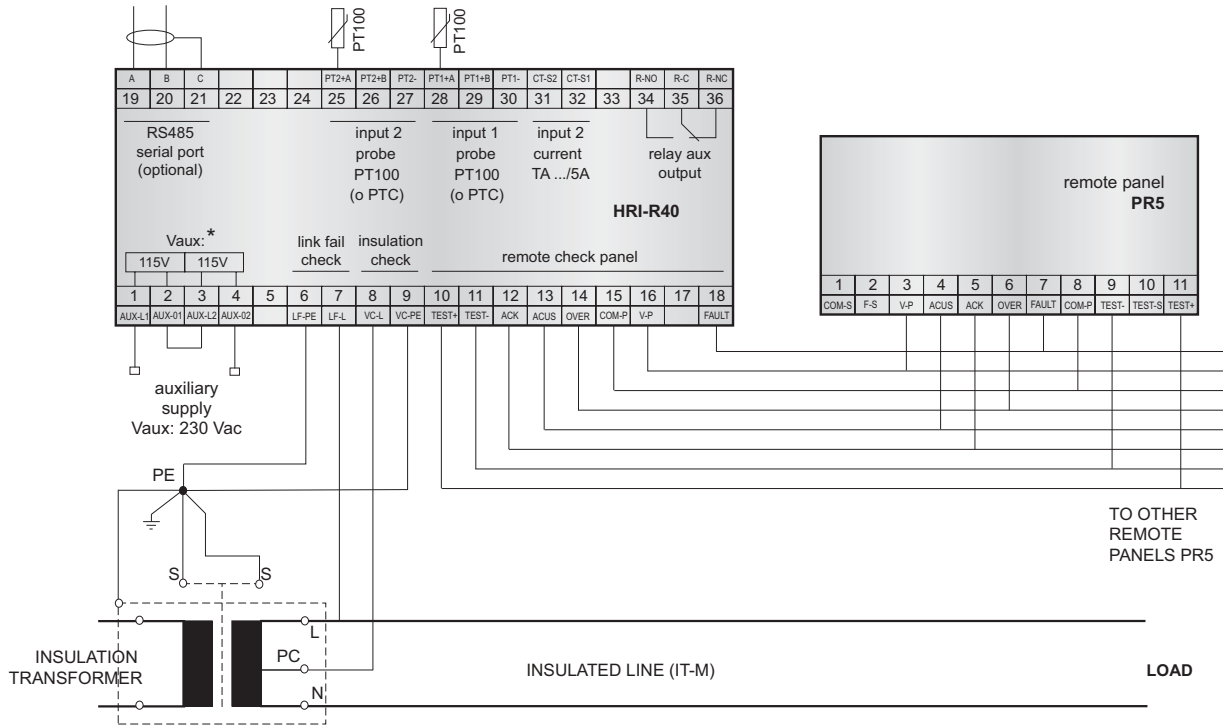 PT100
PT100
A B C PT2+A PT2+B PT2- PT1+A PT1+B PT1- CT-S2 CT-S1 R-NO R-C R-NC
19 20 21 22 23 24 25 26 27 28 29 30 31 32 33 34 35 36
RS485
serial port
(optional)
input 2
probe
PT100
(o PTC)
input 1
probe
PT100
(o PTC)
input 2
current
TA .../5A
relay aux
output
HRI-R40
Vaux: *
115V 115V
link fail
check
insulation
check
remote check panel
1 2 3 4 5 6 7 8 9 10 11 12 13 14 15 16 17 18
AUX-L1 AUX-01 AUX-L2 AUX-02 LF-PE LF-L VC-L VC-PE TEST+ TEST- ACK ACUS OVER COM-P V-P FAULT
remote panel
PR5
1 2 3 4 5 6 7 8 9 10 11
COM-S F-S V-P ACUS ACK OVER FAULT COM-P TEST- TEST-S TEST+
auxiliary
supply
Vaux: 230 Vac
PE
TO OTHER
REMOTE
PANELS PR5
S S
L
INSULATION
TRANSFORMER
PC
N
INSULATED LINE (IT-M)
LOAD